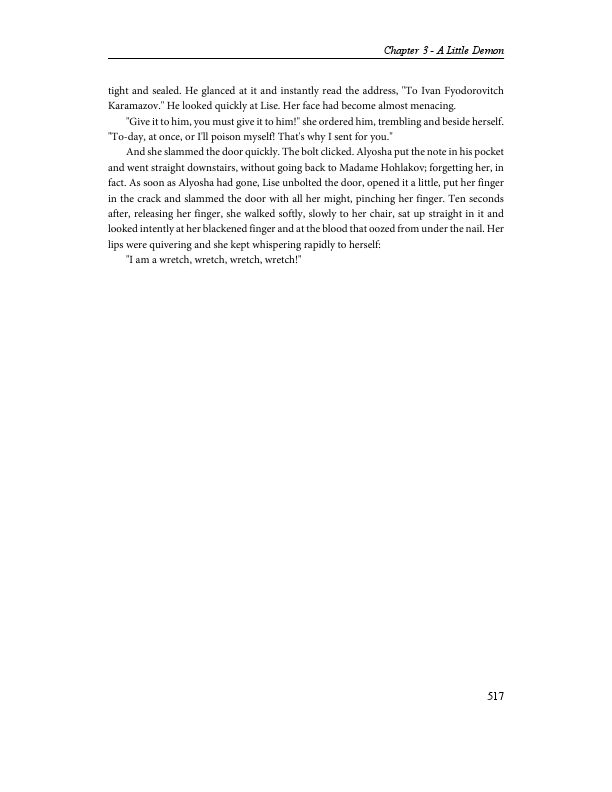 Chapter 3 - A Little Demon
tight and sealed. He glanced at it and instantly read the address, "To Ivan Fyodorovitch
Karamazov." He looked quickly at Lise. Her face had become almost menacing.
"Give it to him, you must give it to him!" she ordered him, trembling and beside herself.
"To-day, at once, or I'll poison myself! That's why I sent for you."
And she slammed the door quickly. The bolt clicked. Alyosha put the note in his pocket
and went straight downstairs, without going back to Madame Hohlakov; forgetting her, in
fact. As soon as Alyosha had gone, Lise unbolted the door, opened it a little, put her finger
in the crack and slammed the door with all her might, pinching her finger. Ten seconds
after, releasing her finger, she walked softly, slowly to her chair, sat up straight in it and
looked intently at her blackened finger and at the blood that oozed from under the nail. Her
lips were quivering and she kept whispering rapidly to herself:
"I am a wretch, wretch, wretch, wretch!"
517